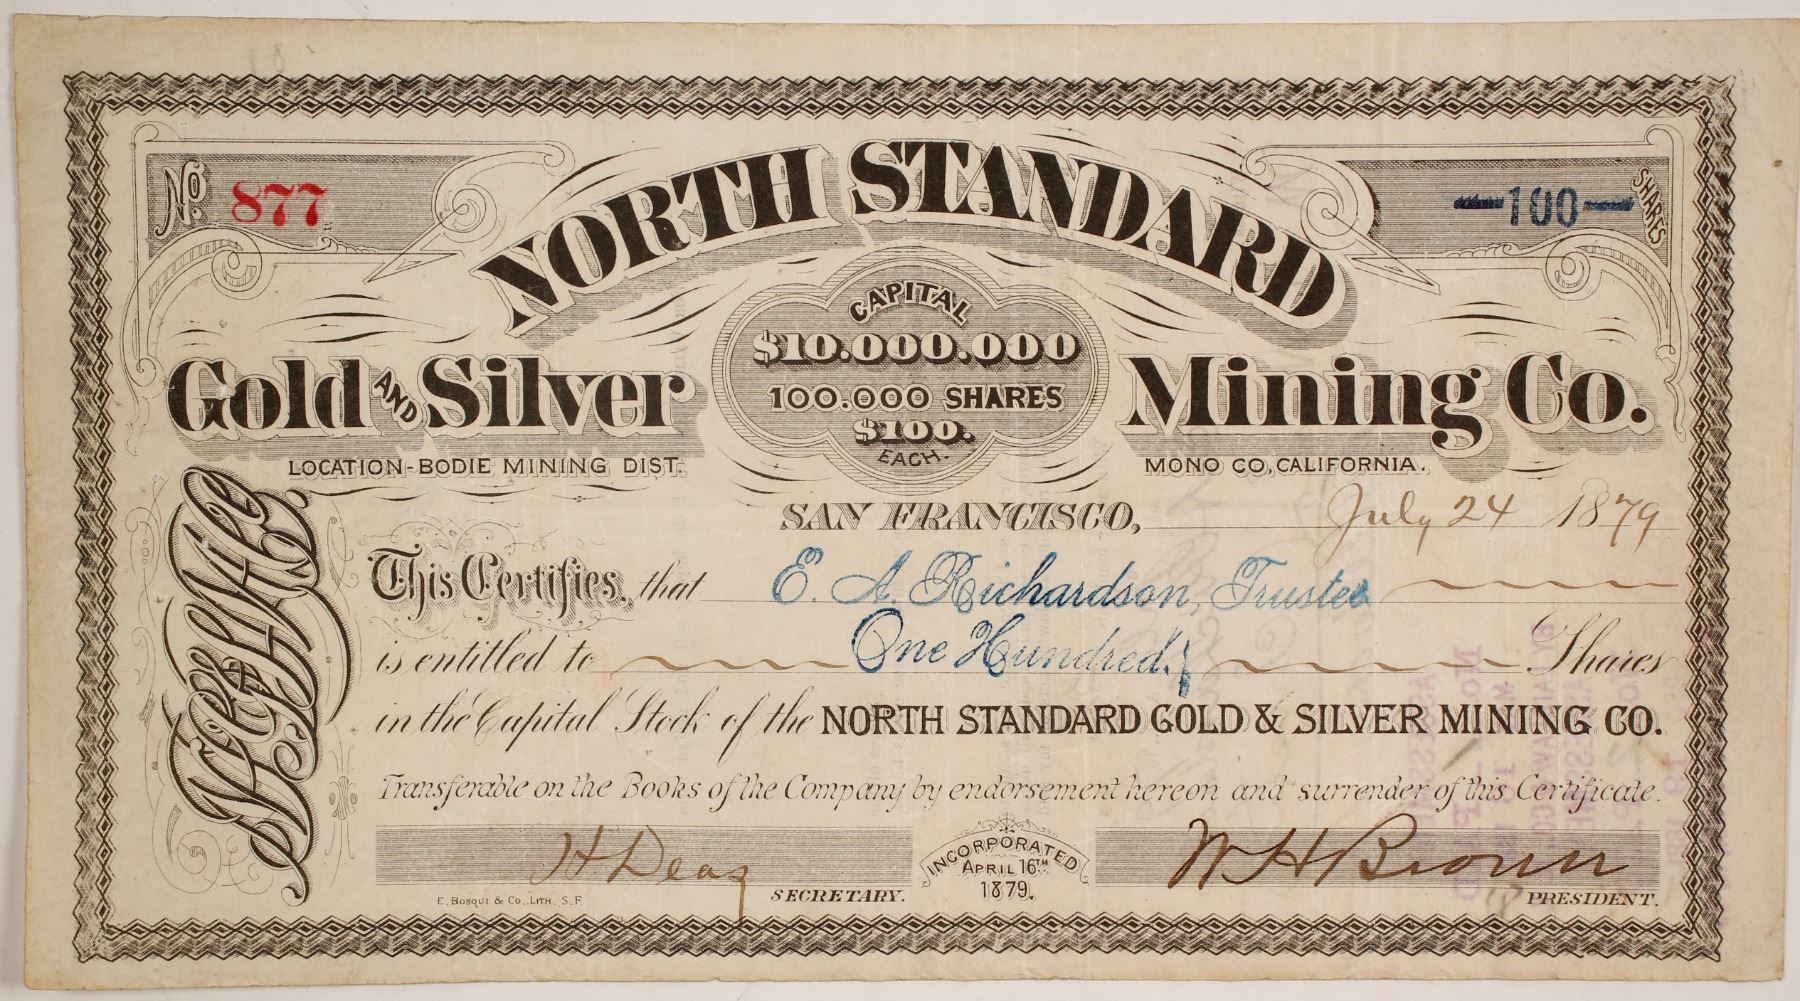 No. 877
—100— SHARES
NORTH STANDARD
Gold AND Silver Mining Co.
CAPITAL
$10.000.000
100.000 SHARES
$100.
EACH.
LOCATION-BODIE MINING DIST.
MONO CO, CALIFORNIA.
SAN FRANCISCO, July 24 1879
This Certifies, that E. A. Richardson, Trustee
is entitled to One Hundred Shares
in the Capital Stock of the NORTH STANDARD GOLD & SILVER MINING CO.
Transferable on the Books of the Company by endorsement hereon and surrender of this Certificate.
H Deas
SECRETARY.
INCORPORATED
APRIL 16TH
1879.
W H Brown
PRESIDENT.
E. BOSQUI & CO., LITH. S. F.